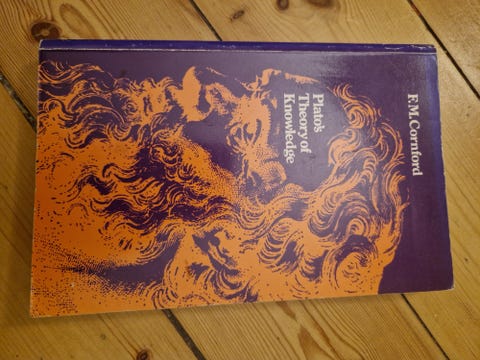 F.M.Cornford
Plato's
Theory of
Knowledge